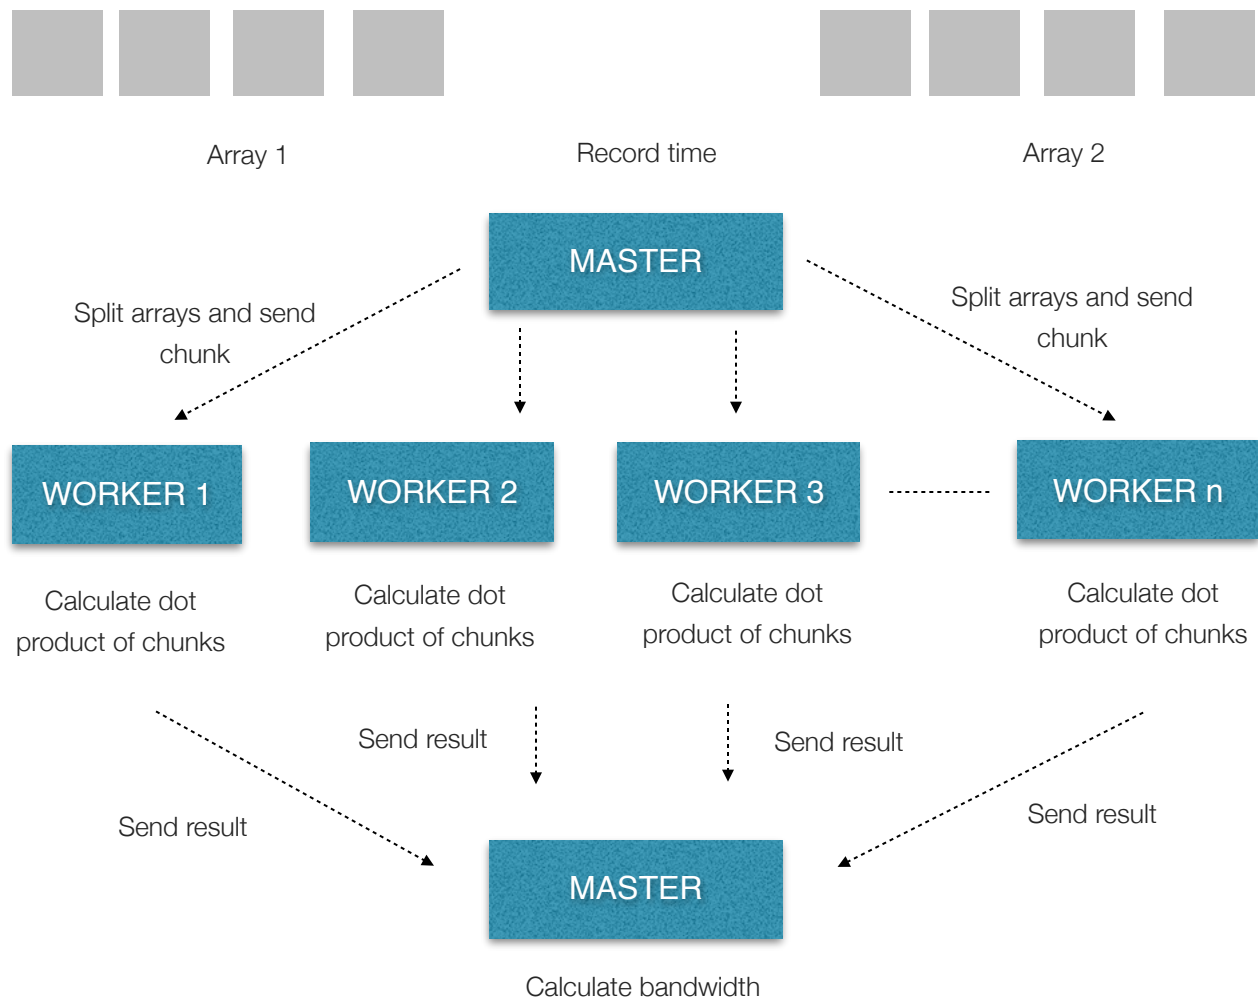 Array 1
Record time
Array 2
MASTER
Split arrays and send
chunk
Split arrays and send
chunk
WORKER 1
WORKER 2
WORKER 3
WORKER n
Calculate dot
product of chunks
Calculate dot
product of chunks
Calculate dot
product of chunks
Calculate dot
product of chunks
Send result
Send result
Send result
Send result
MASTER
Calculate bandwidth